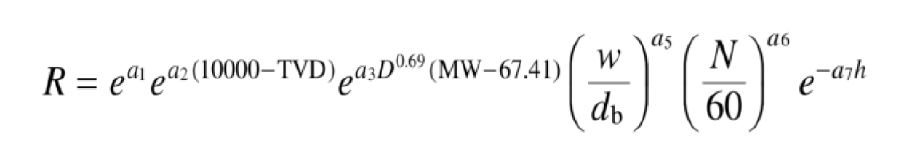 R = e^{a_1} e^{a_2(10000−TVD)} e^{a_3 D^{0.69}(MW−67.41)} (w/d_b)^{a_5} (N/60)^{a_6} e^{−a_7 h}